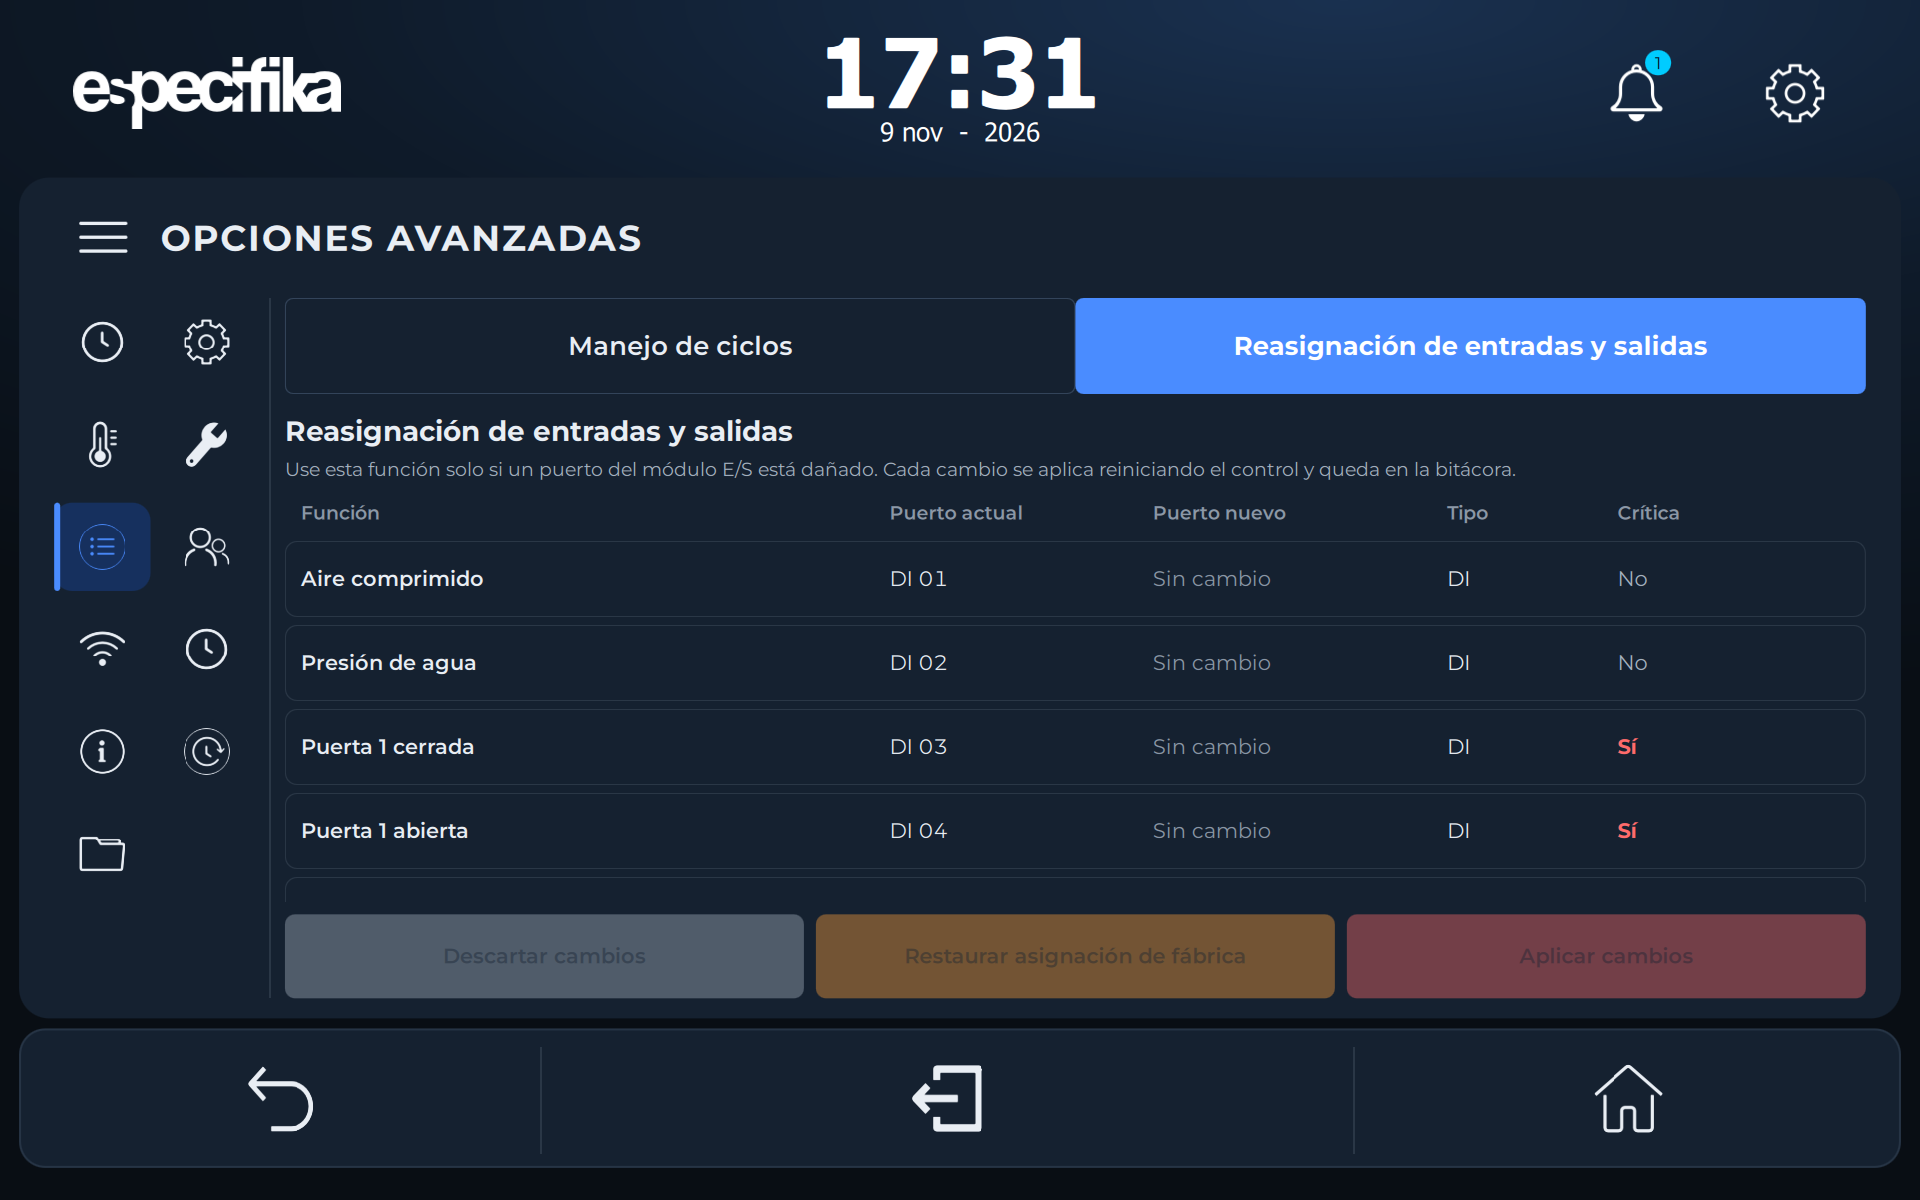 especifika
17:31
9 nov - 2026
1
OPCIONES AVANZADAS
Manejo de ciclos
Reasignación de entradas y salidas
Reasignación de entradas y salidas
Use esta función solo si un puerto del módulo E/S está dañado. Cada cambio se aplica reiniciando el control y queda en la bitácora.
Función Puerto actual Puerto nuevo Tipo Crítica
Aire comprimido DI 01 Sin cambio DI No
Presión de agua DI 02 Sin cambio DI No
Puerta 1 cerrada DI 03 Sin cambio DI Sí
Puerta 1 abierta DI 04 Sin cambio DI Sí
Descartar cambios
Restaurar asignación de fábrica
Aplicar cambios